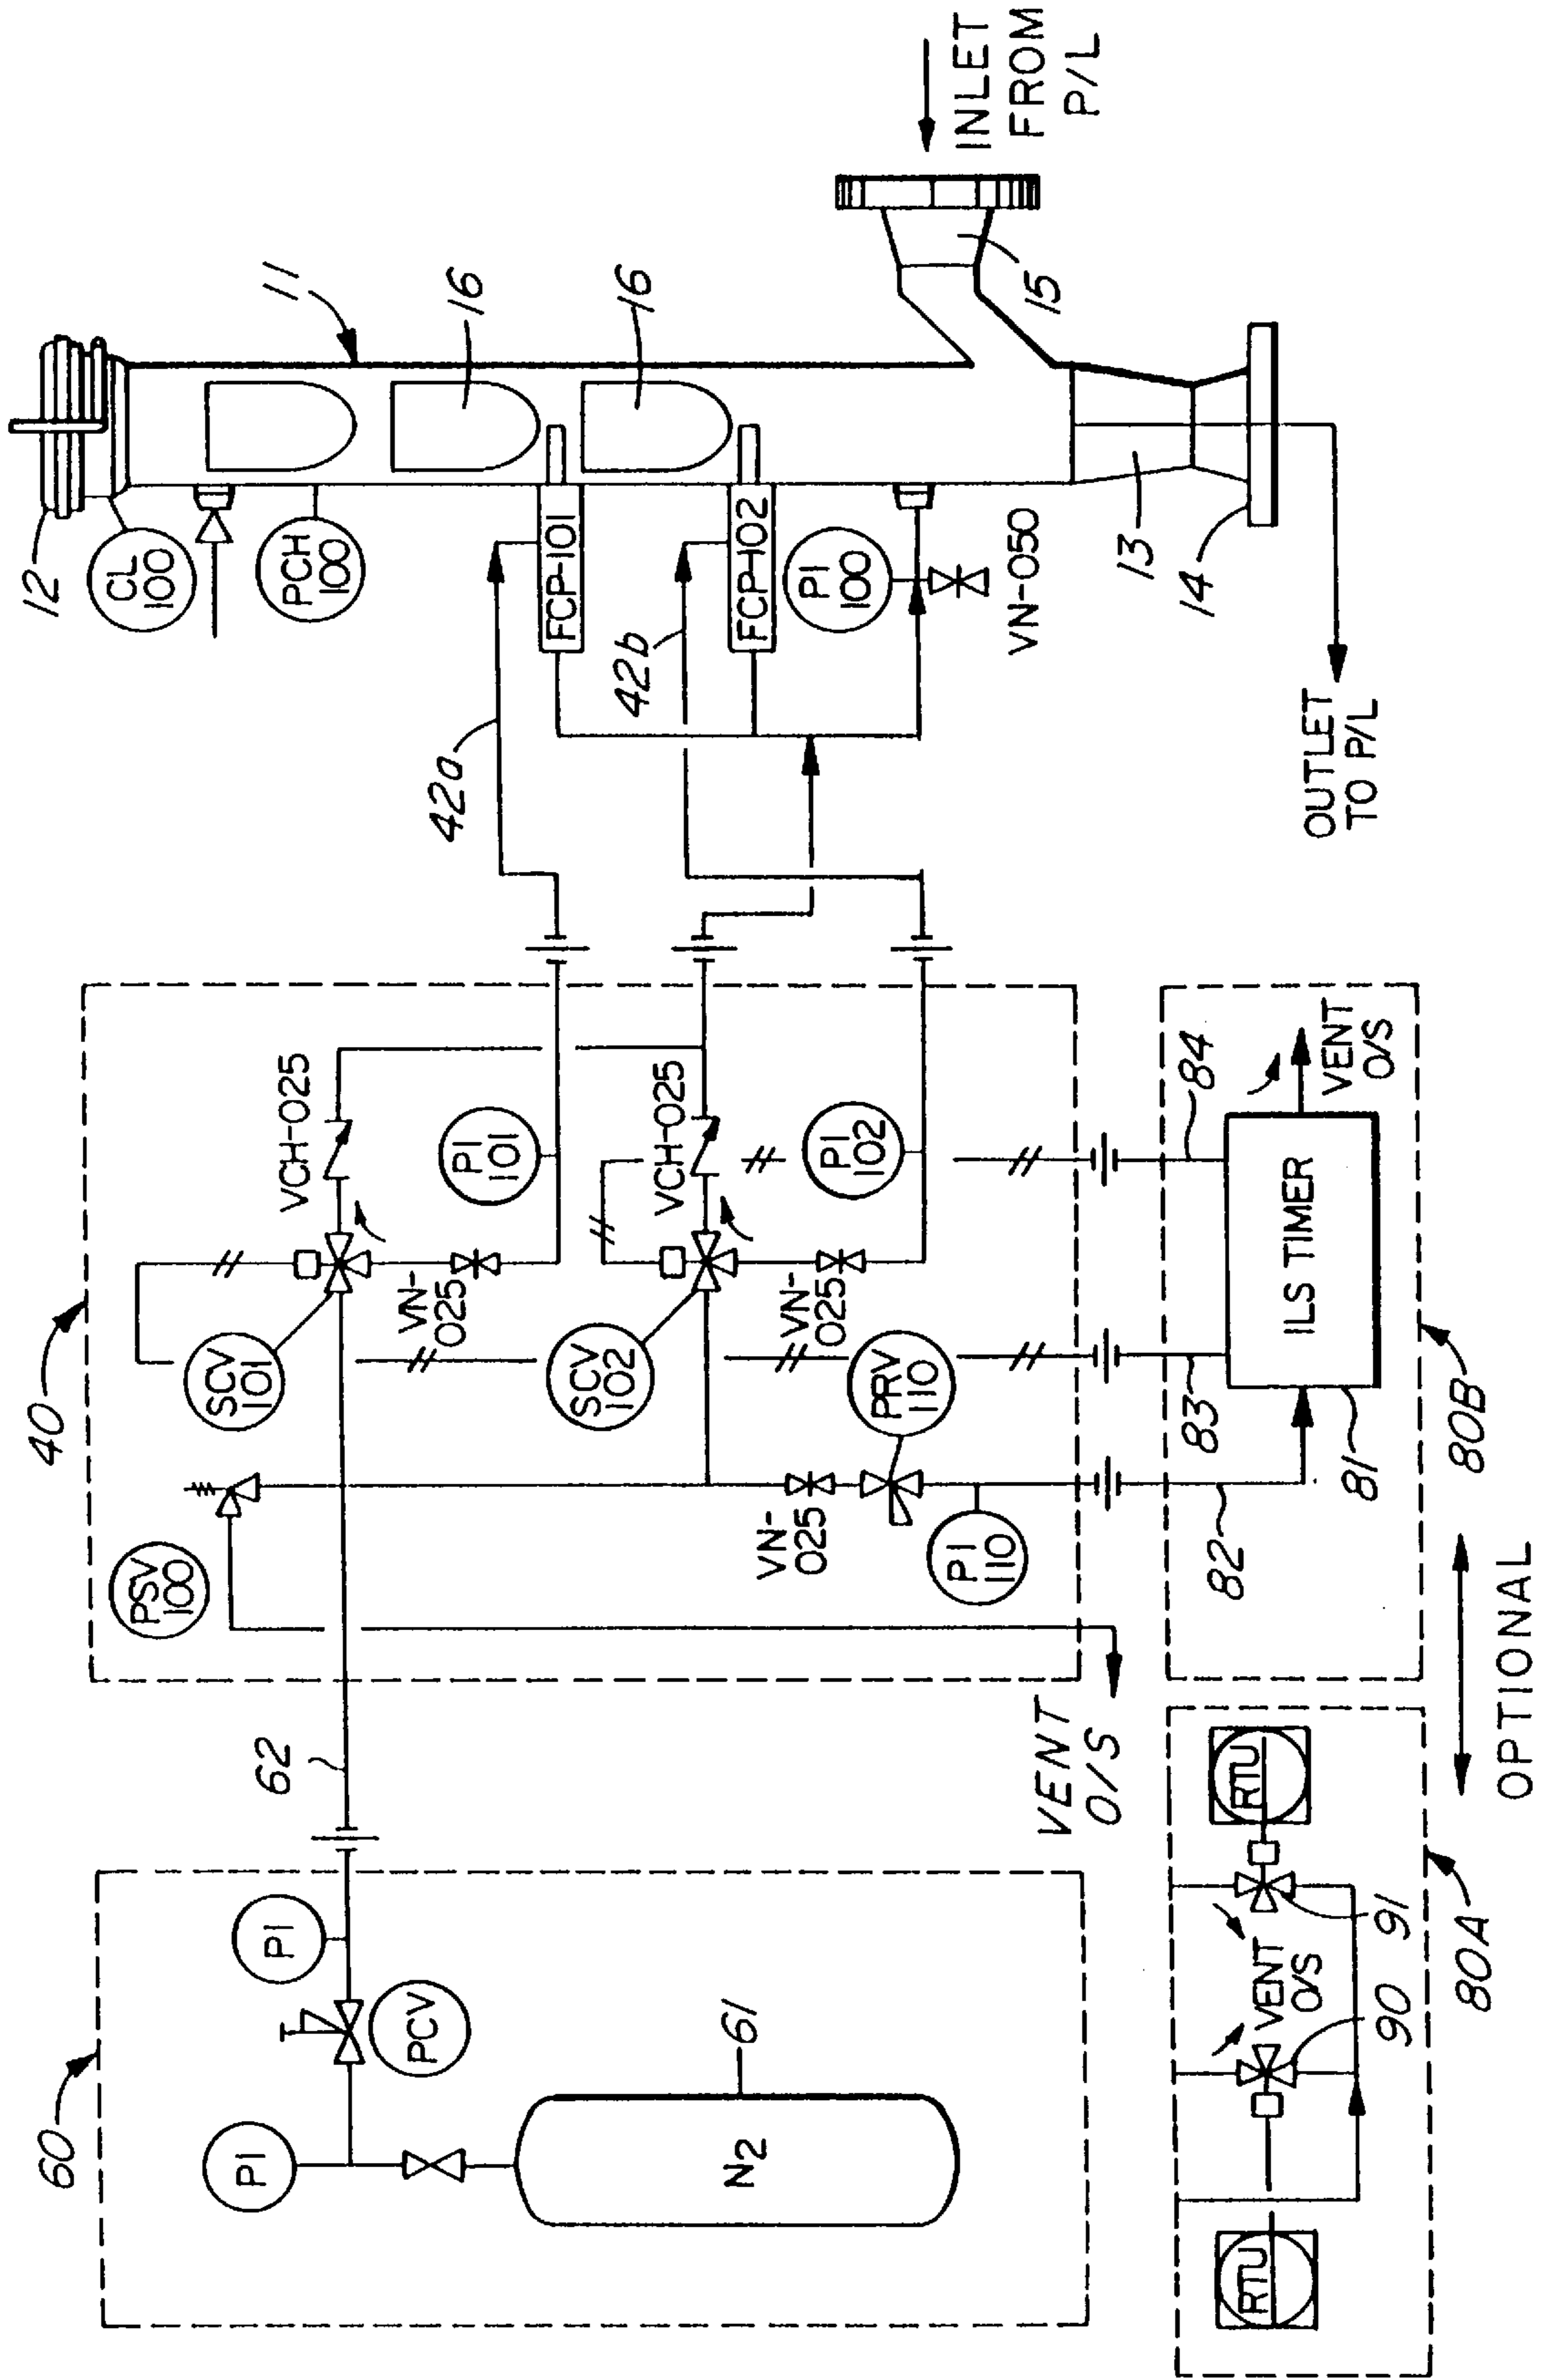 60
PI
PI
PCV
N2
61
62
40
PSV
100
SCV
101
VCH-025
VN-
025
PI
101
SCV
102
VCH-025
VN-
025
PI
102
PRV
110
VN-
025
PI
110
VENT
O/S
12
CL
100
PCH
100
11
16
16
42a
FCP-101
42b
FCP-102
PI
100
VN-050
15
INLET
FROM
P/L
13
14
OUTLET
TO P/L
RTU
VENT
O/S
RTU
90
91
80A
OPTIONAL
82
83
84
ILS TIMER
VENT
O/S
81
80B